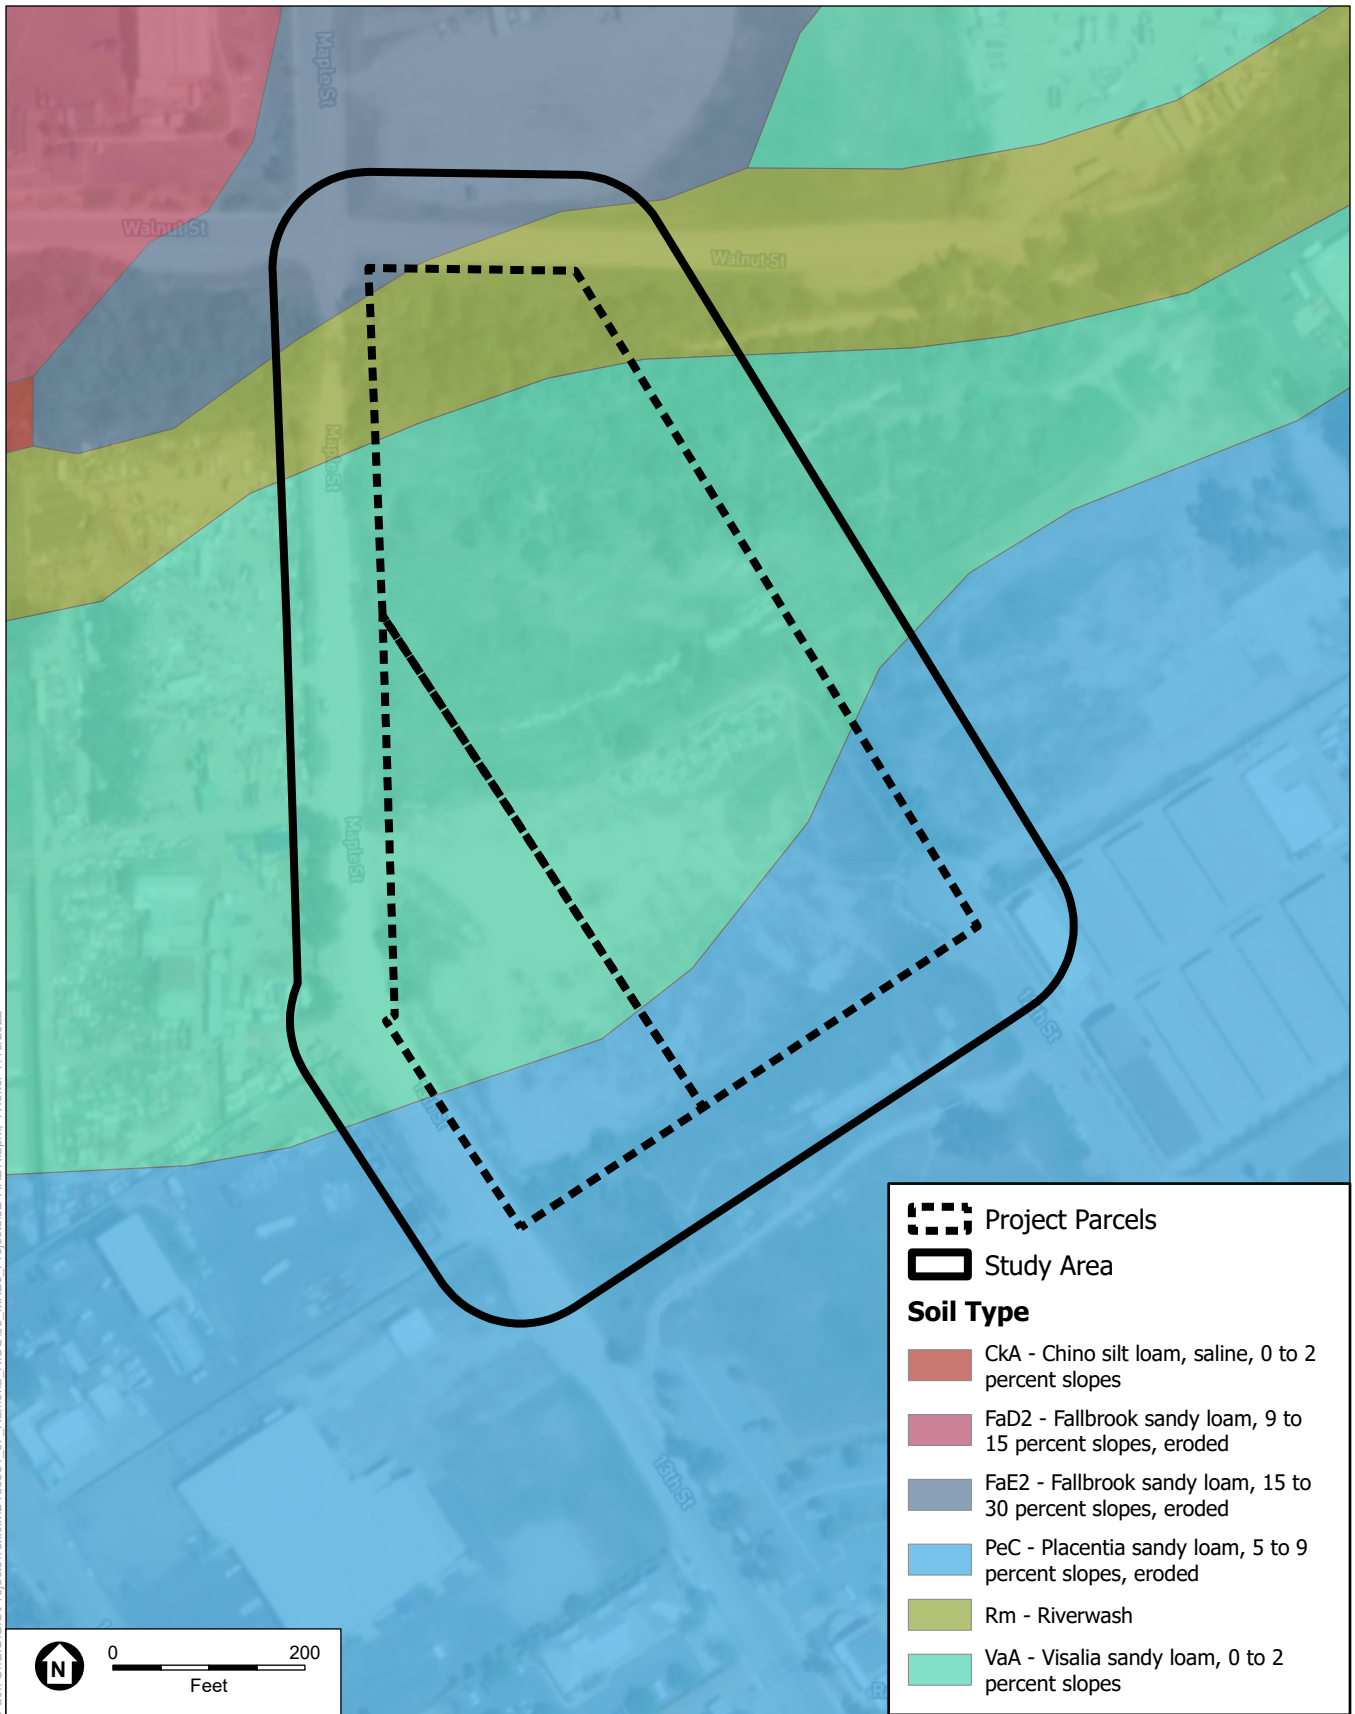 Maple St
Walnut St
Walnut St
Maple St
Maple St
13th St
Project Parcels
Study Area
Soil Type
CkA - Chino silt loam, saline, 0 to 2
percent slopes
FaD2 - Fallbrook sandy loam, 9 to
15 percent slopes, eroded
FaE2 - Fallbrook sandy loam, 15 to
30 percent slopes, eroded
PeC - Placentia sandy loam, 5 to 9
percent slopes, eroded
Rm - Riverwash
VaA - Visalia sandy loam, 0 to 2
percent slopes
N
0 200
Feet